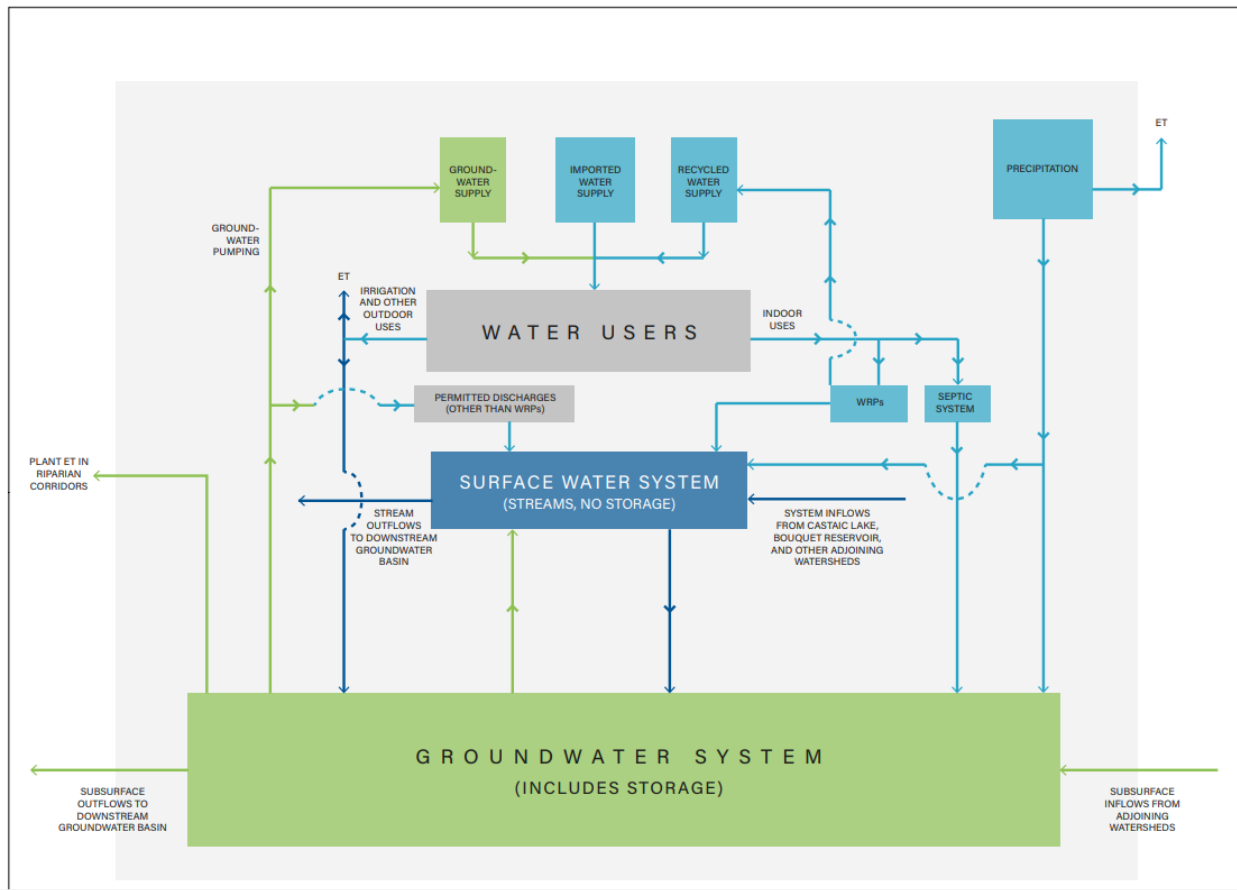 ET
GROUND-
WATER
SUPPLY
IMPORTED
WATER
SUPPLY
RECYCLED
WATER SUPPLY
PRECIPITATION
GROUND-
WATER
PUMPING
ET
IRRIGATION
AND OTHER
OUTDOOR
USES
WATER USERS
INDOOR
USES
PERMITTED DISCHARGES
(OTHER THAN WRPs)
WRPs
SEPTIC
SYSTEM
PLANT ET IN
RIPARIAN
CORRIDORS
SURFACE WATER SYSTEM
(STREAMS, NO STORAGE)
STREAM
OUTFLOWS
TO DOWNSTREAM
GROUNDWATER
BASIN
SYSTEM INFLOWS
FROM CASTAIC LAKE,
BOUQUET RESERVOIR,
AND OTHER ADJOINING
WATERSHEDS
GROUNDWATER SYSTEM
(INCLUDES STORAGE)
SUBSURFACE
OUTFLOWS TO
DOWNSTREAM
GROUNDWATER BASIN
SUBSURFACE
INFLOWS FROM
ADJOINING
WATERSHEDS